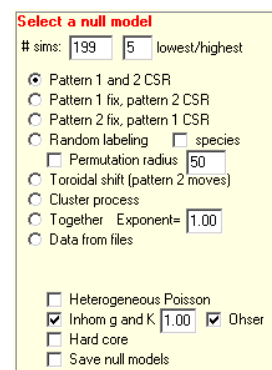 Select a null model
# sims: 199 5 lowest/highest
Pattern 1 and 2 CSR
Pattern 1 fix, pattern 2 CSR
Pattern 2 fix, pattern 1 CSR
Random labeling species
Permutation radius 50
Toroidal shift (pattern 2 moves)
Cluster process
Together Exponent= 1.00
Data from files
Heterogeneous Poisson
Inhom g and K 1.00 Ohser
Hard core
Save null models